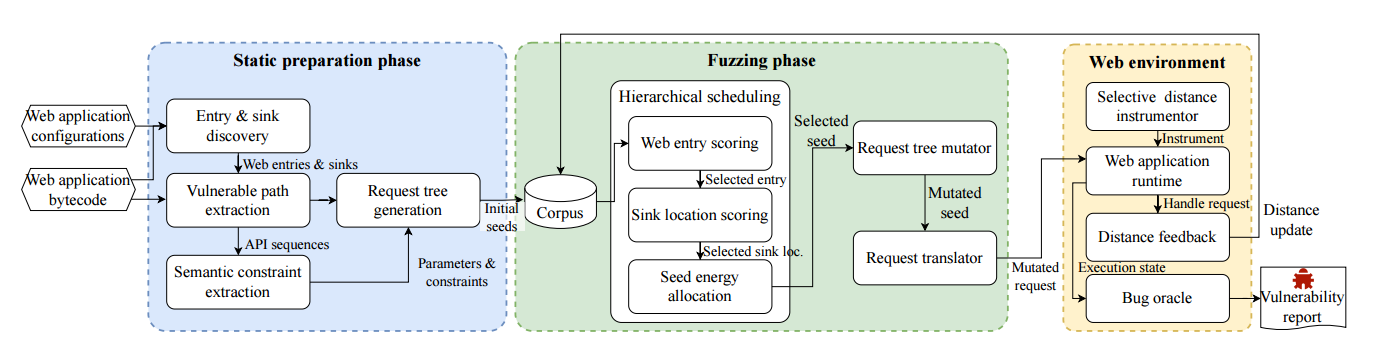 Static preparation phase
Web application
configurations
Web application
bytecode
Entry & sink
discovery
Web entries & sinks
Vulnerable path
extraction
API sequences
Semantic constraint
extraction
Request tree
generation
Parameters &
constraints
Initial
seeds
Fuzzing phase
Corpus
Hierarchical scheduling
Web entry scoring
Selected entry
Sink location scoring
Selected sink loc.
Seed energy
allocation
Selected
seed
Request tree mutator
Mutated
seed
Request translator
Mutated
request
Web environment
Selective distance
instrumentor
Instrument
Web application
runtime
Handle request
Distance feedback
Execution state
Bug oracle
Distance
update
Vulnerability
report